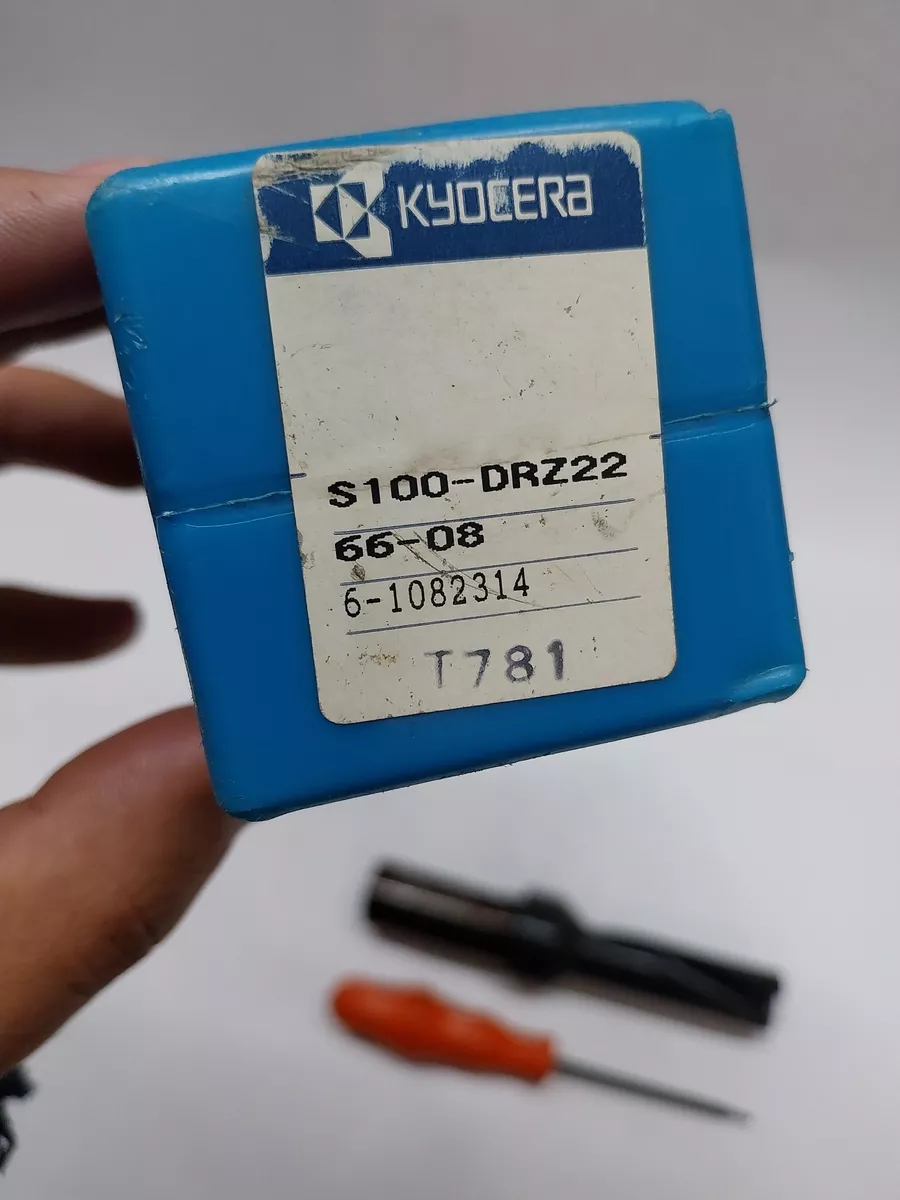 KYOCERA
S100-DRZ22
66-08
6-1082314
T781